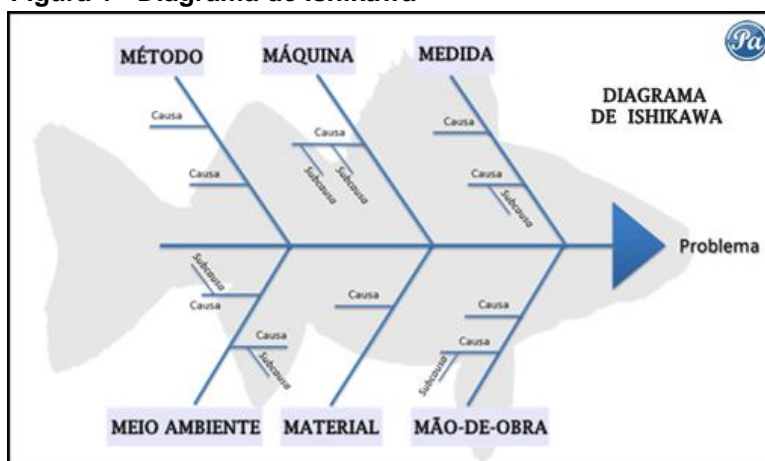 Figura 1 - Diagrama de Ishikawa
Pa
MÉTODO
MÁQUINA
MEDIDA
DIAGRAMA
DE ISHIKAWA
Causa
Causa
Causa
Subcausa
Subcausa
Causa
Causa
Subcausa
Problema
Subcausa
Causa
Causa
Subcausa
Causa
Causa
Causa
Subcausa
MEIO AMBIENTE
MATERIAL
MÃO-DE-OBRA